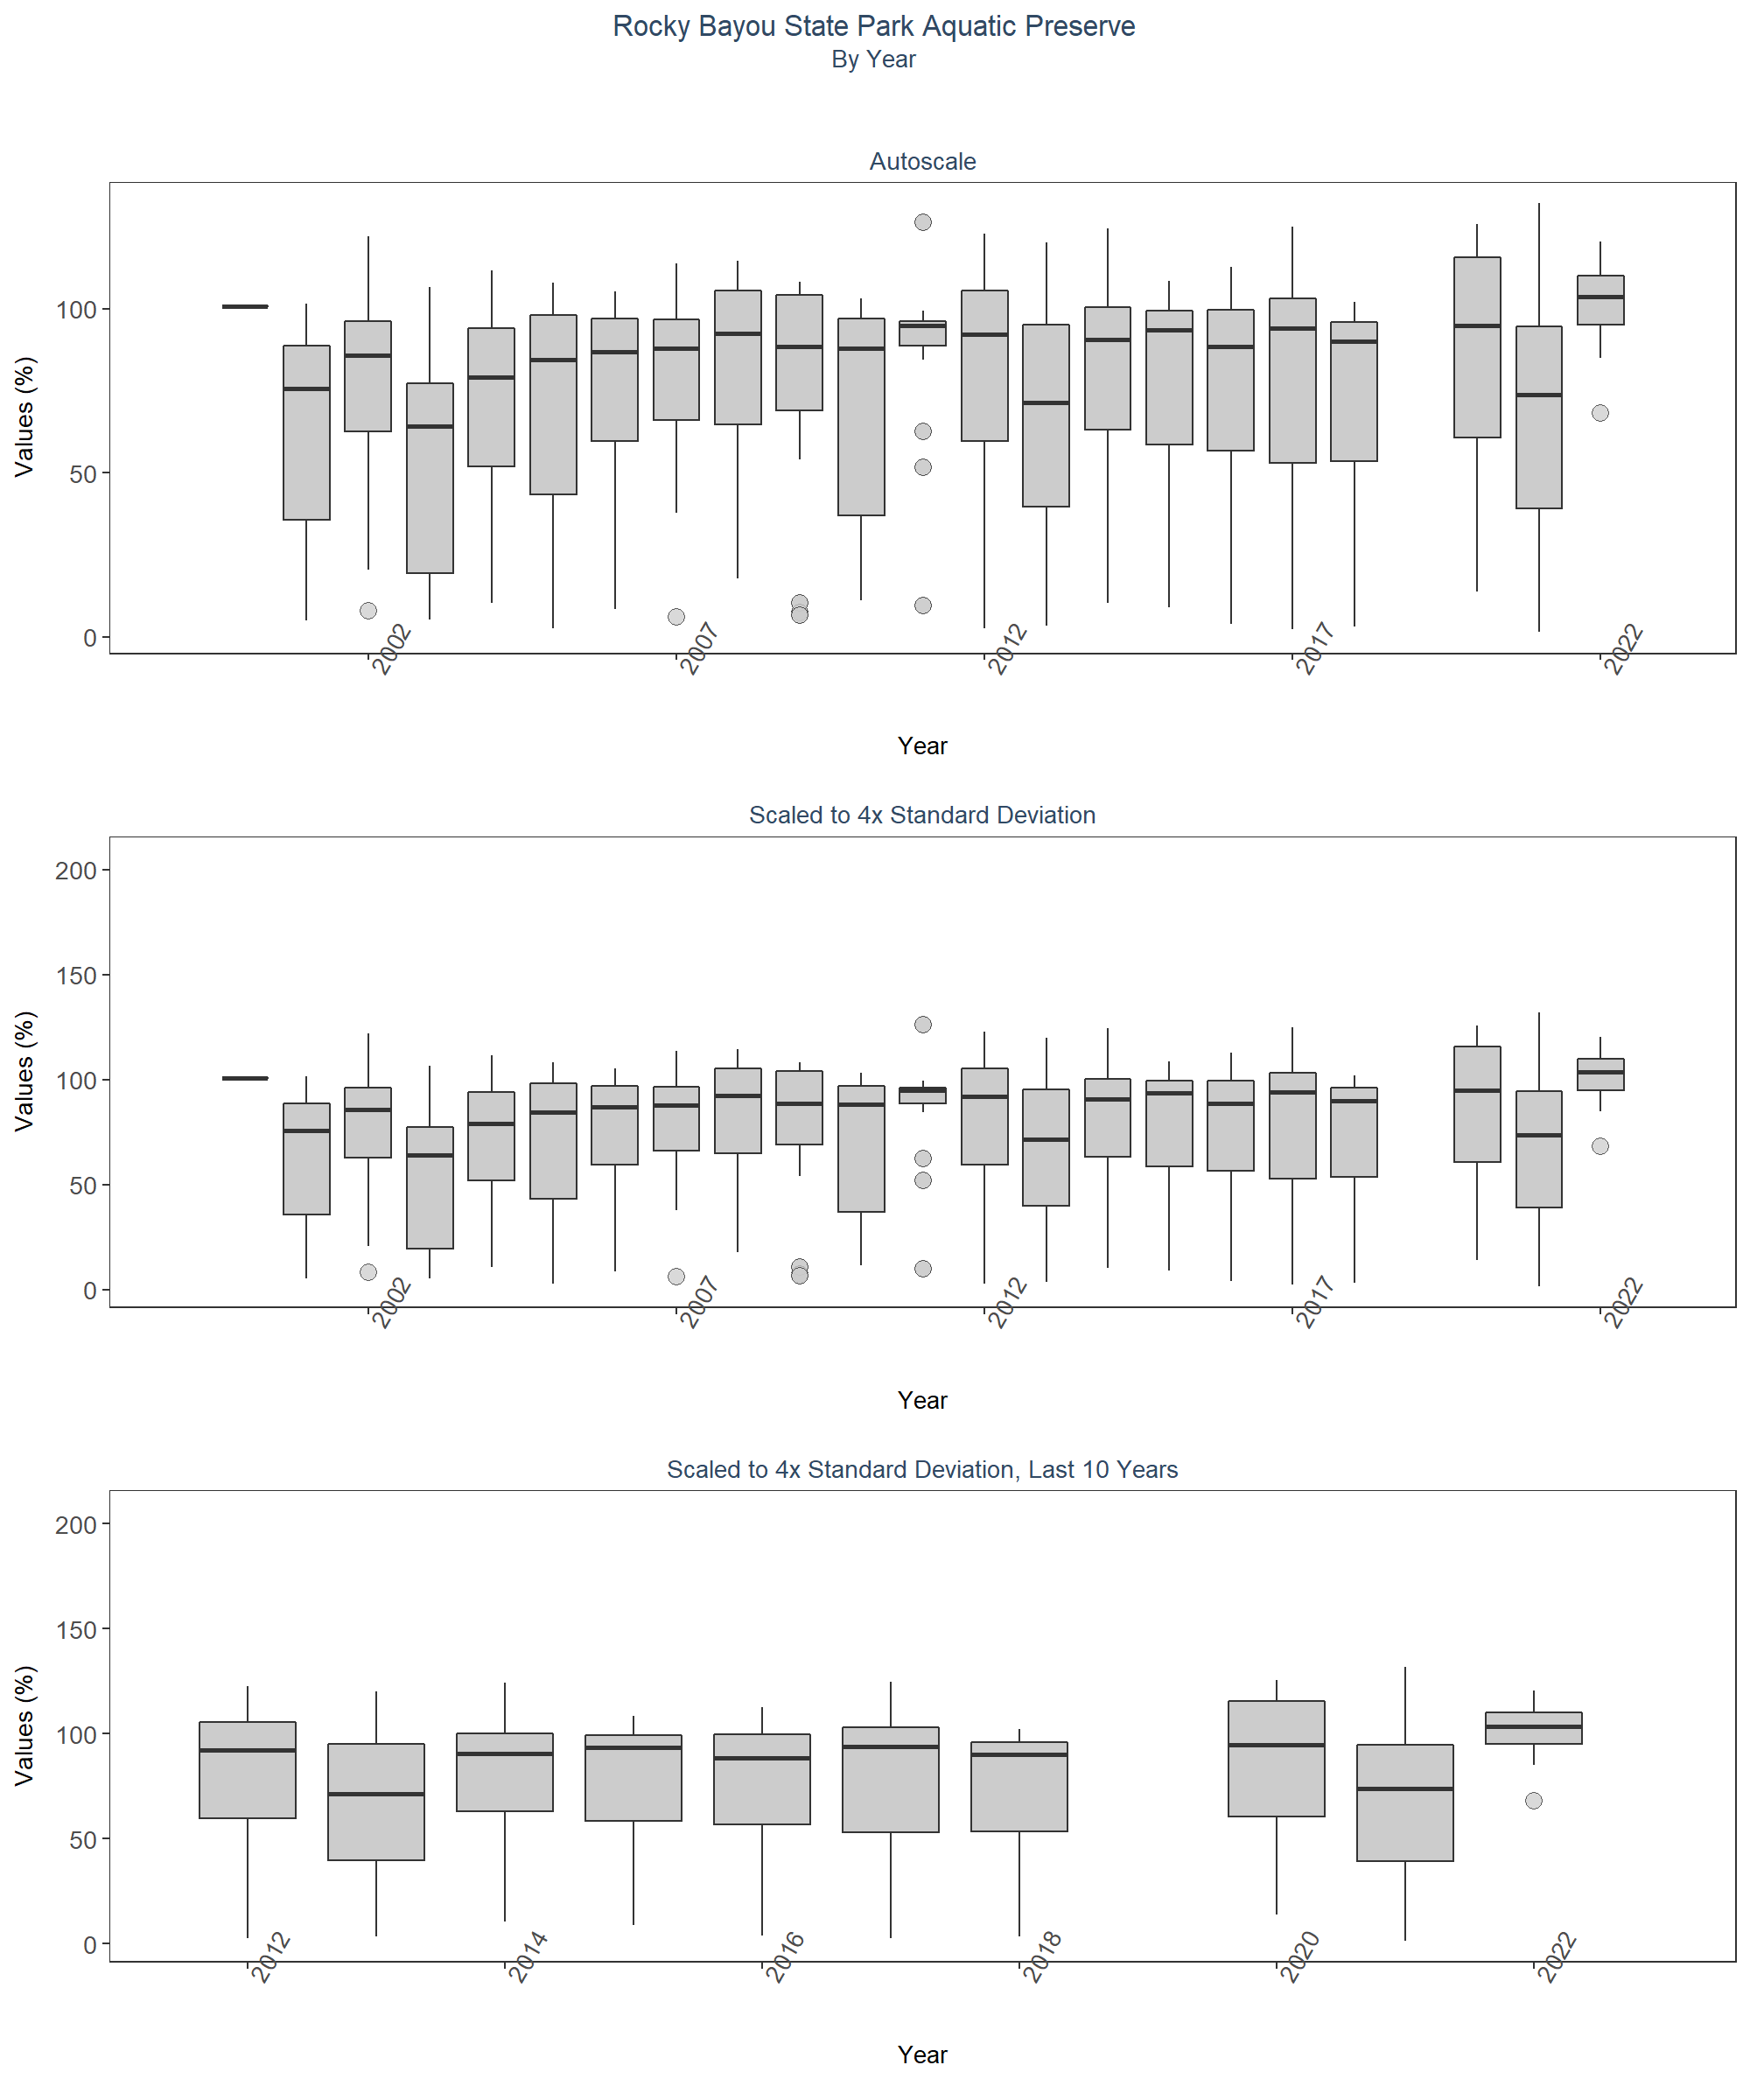 Rocky Bayou State Park Aquatic Preserve
By Year
Autoscale
Values (%)
100
50
0
2002
2007
2012
2017
2022
Year
Scaled to 4x Standard Deviation
Values (%)
200
150
100
50
0
2002
2007
2012
2017
2022
Year
Scaled to 4x Standard Deviation, Last 10 Years
Values (%)
200
150
100
50
0
2012
2014
2016
2018
2020
2022
Year